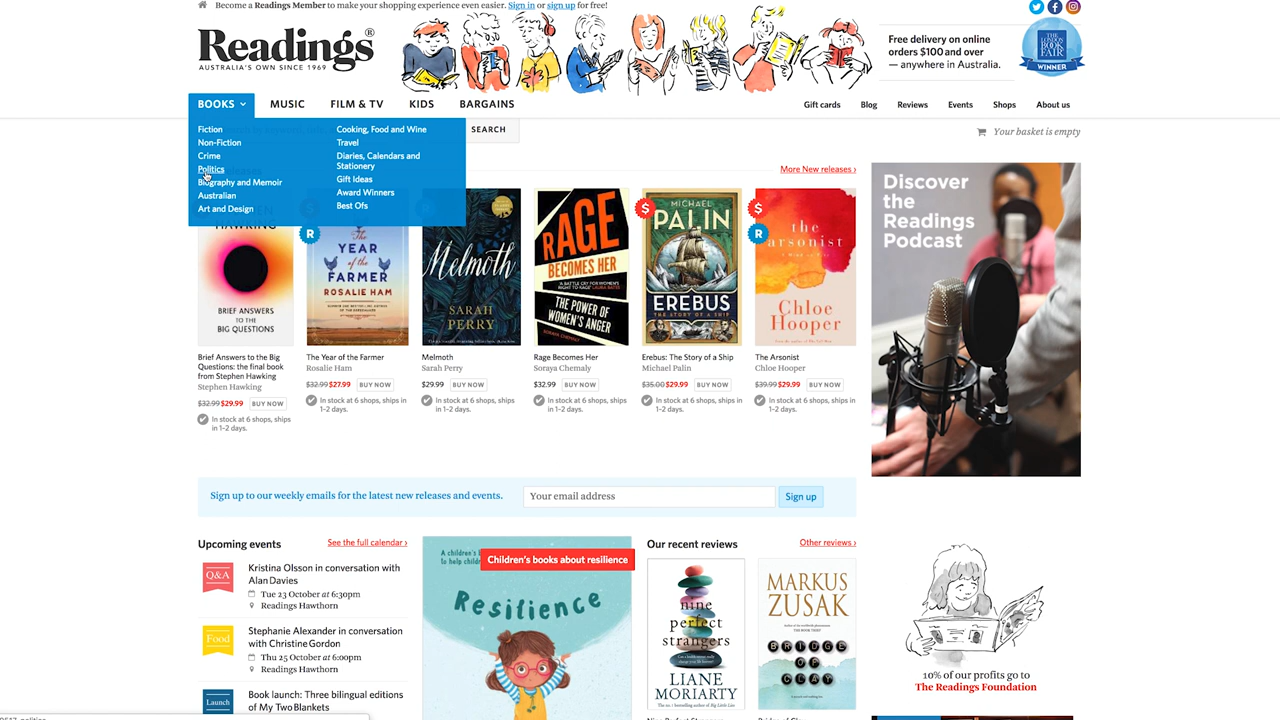 Become a Readings Member to make your shopping experience even easier. Sign in or sign up for free!
Readings®
AUSTRALIA'S OWN SINCE 1969
Free delivery on online
orders $100 and over
— anywhere in Australia.
THE LONDON
BOOK
FAIR
WINNER
BOOKS
MUSIC
FILM & TV
KIDS
BARGAINS
Gift cards
Blog
Reviews
Events
Shops
About us
Fiction
Non-Fiction
Crime
Politics
Biography and Memoir
Australian
Art and Design
Cooking, Food and Wine
Travel
Diaries, Calendars and
Stationery
Gift Ideas
Award Winners
Best Ofs
SEARCH
Your basket is empty
More New releases ›
HAWKING
BRIEF ANSWERS
TO THE
BIG QUESTIONS
R
The
YEAR
of the
FARMER
ROSALIE HAM
Melmoth
SARAH
PERRY
RAGE
BECOMES HER
THE POWER OF
WOMEN'S ANGER
SORAYA CHEMALY
$
MICHAEL
PALIN
EREBUS
THE STORY OF A SHIP
$
R
the
arsonist
Chloe
Hooper
Brief Answers to the Big
Questions: the final book
from Stephen Hawking
Stephen Hawking
$32.99 $29.99 BUY NOW
In stock at 6 shops, ships
in 1-2 days.
The Year of the Farmer
Rosalie Ham
$32.99 $27.99 BUY NOW
In stock at 6 shops, ships in
1-2 days.
Melmoth
Sarah Perry
$29.99 BUY NOW
In stock at 6 shops, ships in
1-2 days.
Rage Becomes Her
Soraya Chemaly
$32.99 BUY NOW
In stock at 6 shops, ships in
1-2 days.
Erebus: The Story of a Ship
Michael Palin
$35.00 $29.99 BUY NOW
In stock at 6 shops, ships in
1-2 days.
The Arsonist
Chloe Hooper
$39.99 $29.99 BUY NOW
In stock at 6 shops, ships in
1-2 days.
Discover
the
Readings
Podcast
Sign up to our weekly emails for the latest new releases and events.
Your email address
Sign up
Upcoming events
See the full calendar ›
Q&A
Kristina Olsson in conversation with
Alan Davies
Tue 23 October at 6:30pm
Readings Hawthorn
Food
Stephanie Alexander in conversation
with Christine Gordon
Thu 25 October at 6:00pm
Readings Hawthorn
Launch
Book launch: Three bilingual editions
of My Two Blankets
Children's books about resilience
Resilience
Our recent reviews
Other reviews ›
nine
perfect
strangers
LIANE
MORIARTY
MARKUS
ZUSAK
BRIDGE
OF
CLAY
10% of our profits go to
The Readings Foundation